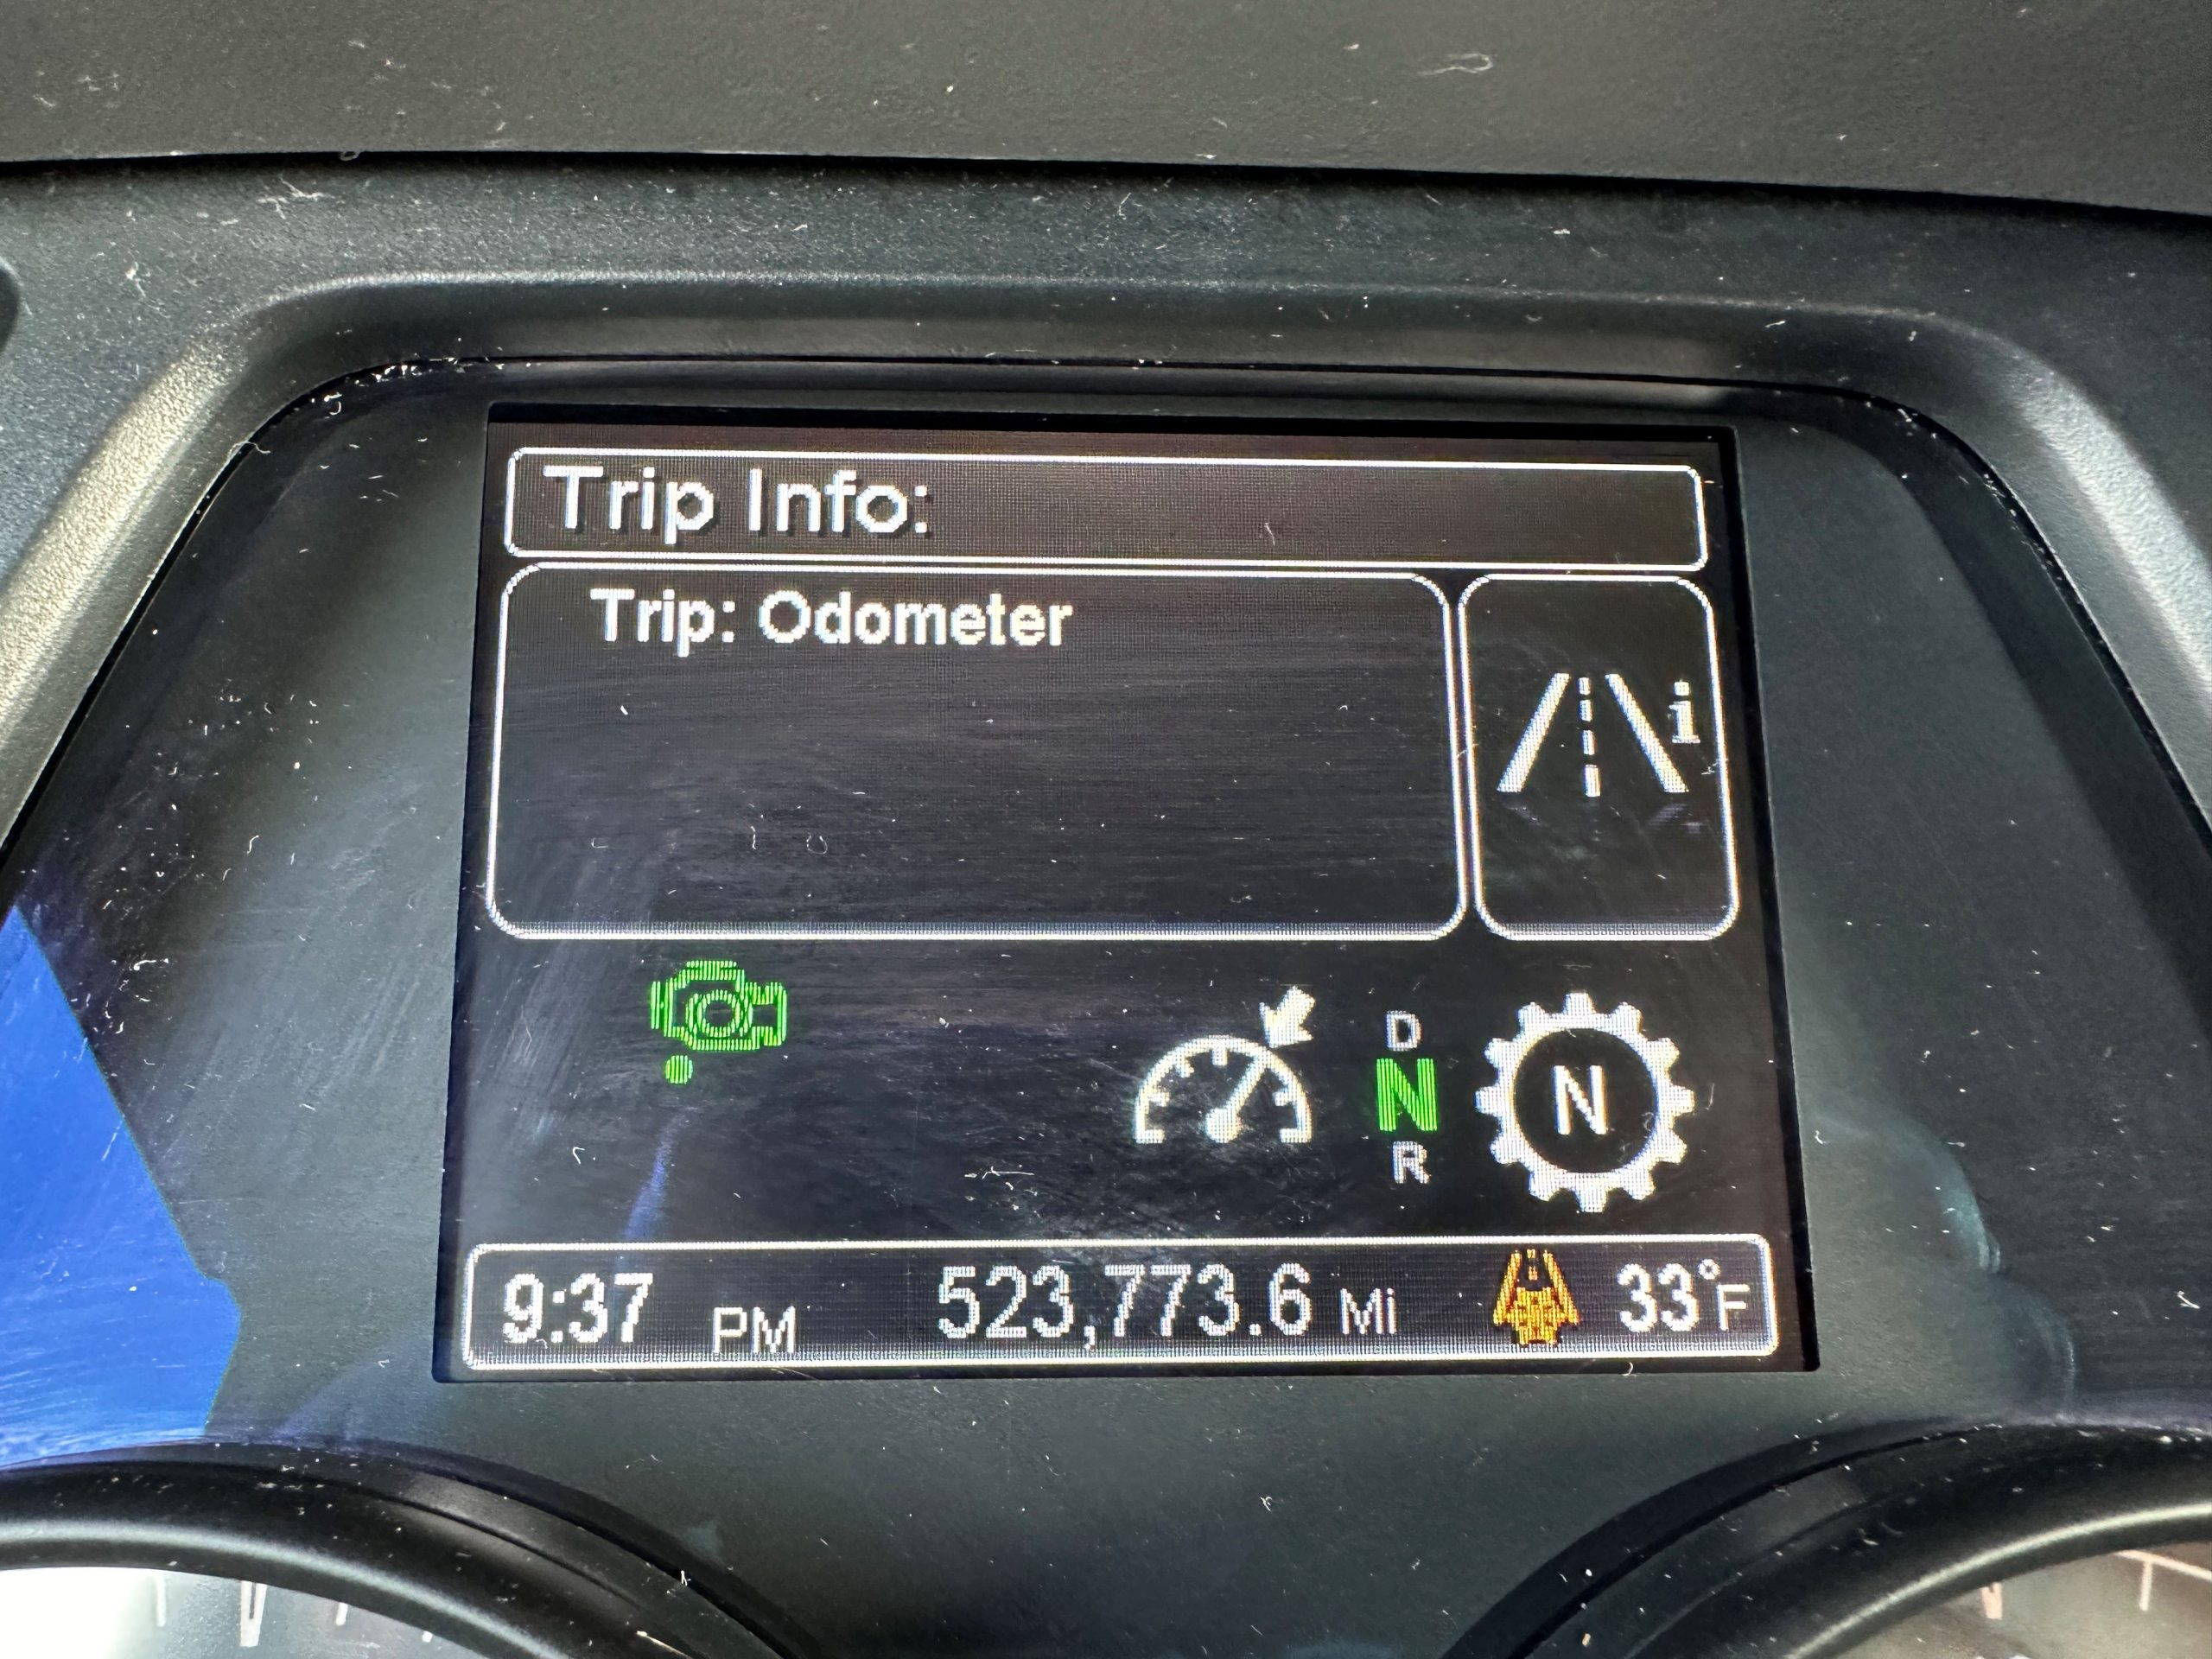 Trip Info:
Trip: Odometer
i
D
N
R
N
9:37 PM 523,773.6 Mi 33°F